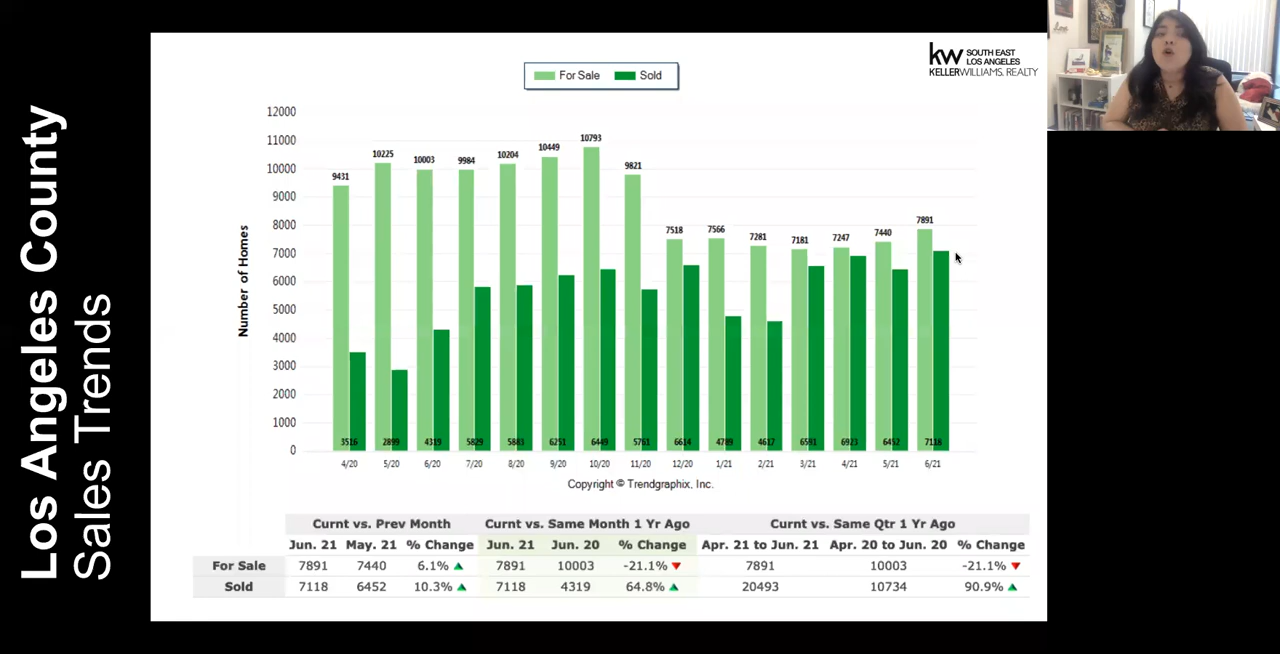 Los Angeles County
Sales Trends
kw SOUTH EAST
LOS ANGELES
KELLERWILLIAMS. REALTY
For Sale Sold
Number of Homes
12000
11000
10000
9000
8000
7000
6000
5000
4000
3000
2000
1000
0
9431 10225 10003 9984 10204 10449 10793 9821 7518 7566 7281 7181 7247 7440 7891
3516 2899 4319 5829 5883 6251 6449 5761 6614 4789 4617 6591 6923 6452 7118
4/20 5/20 6/20 7/20 8/20 9/20 10/20 11/20 12/20 1/21 2/21 3/21 4/21 5/21 6/21
Copyright © Trendgraphix, Inc.
Curnt vs. Prev Month Curnt vs. Same Month 1 Yr Ago Curnt vs. Same Qtr 1 Yr Ago
Jun. 21 May. 21 % Change Jun. 21 Jun. 20 % Change Apr. 21 to Jun. 21 Apr. 20 to Jun. 20 % Change
For Sale 7891 7440 6.1% 7891 10003 -21.1% 7891 10003 -21.1%
Sold 7118 6452 10.3% 7118 4319 64.8% 20493 10734 90.9%